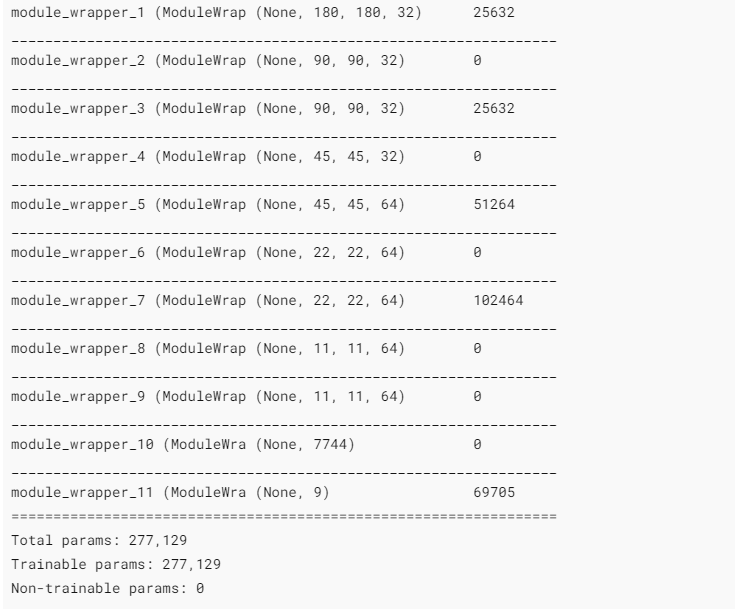 module_wrapper_1 (ModuleWrap (None, 180, 180, 32)      25632
_________________________________________________________________
module_wrapper_2 (ModuleWrap (None, 90, 90, 32)        0
_________________________________________________________________
module_wrapper_3 (ModuleWrap (None, 90, 90, 32)        25632
_________________________________________________________________
module_wrapper_4 (ModuleWrap (None, 45, 45, 32)        0
_________________________________________________________________
module_wrapper_5 (ModuleWrap (None, 45, 45, 64)        51264
_________________________________________________________________
module_wrapper_6 (ModuleWrap (None, 22, 22, 64)        0
_________________________________________________________________
module_wrapper_7 (ModuleWrap (None, 22, 22, 64)        102464
_________________________________________________________________
module_wrapper_8 (ModuleWrap (None, 11, 11, 64)        0
_________________________________________________________________
module_wrapper_9 (ModuleWrap (None, 11, 11, 64)        0
_________________________________________________________________
module_wrapper_10 (ModuleWra (None, 7744)              0
_________________________________________________________________
module_wrapper_11 (ModuleWra (None, 9)                 69705
=================================================================
Total params: 277,129
Trainable params: 277,129
Non-trainable params: 0